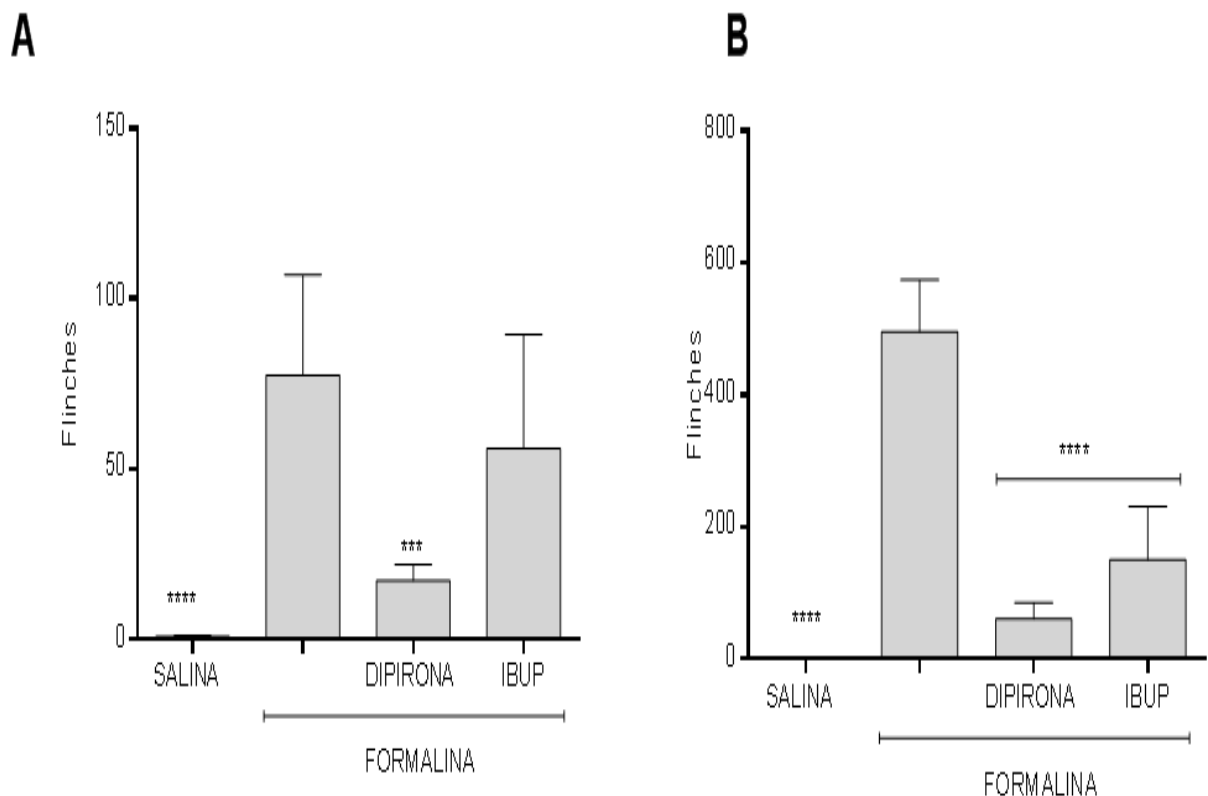 A
150
100
50
0
Flinches
****
***
SALINA
DIPIRONA
IBUP
FORMALINA
B
800
600
400
200
0
Flinches
****
****
SALINA
DIPIRONA
IBUP
FORMALINA